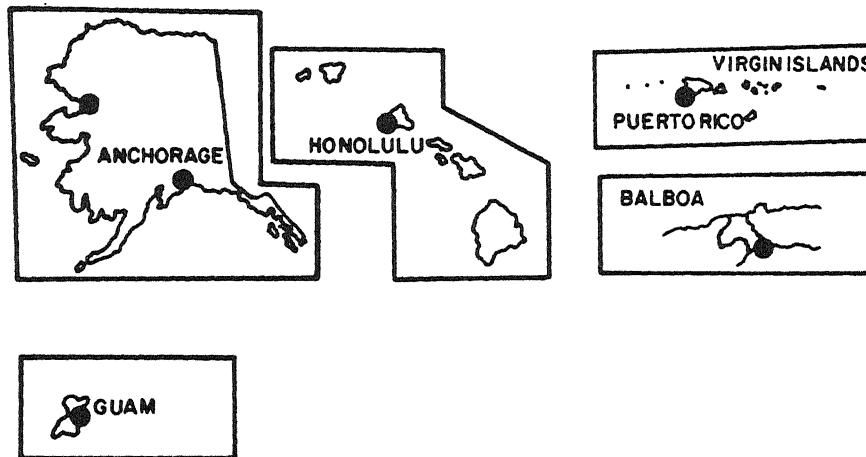 VIRGIN ISLANDS
PUERTO RICO
HONOLULU
ANCHORAGE
BALBOA
GUAM